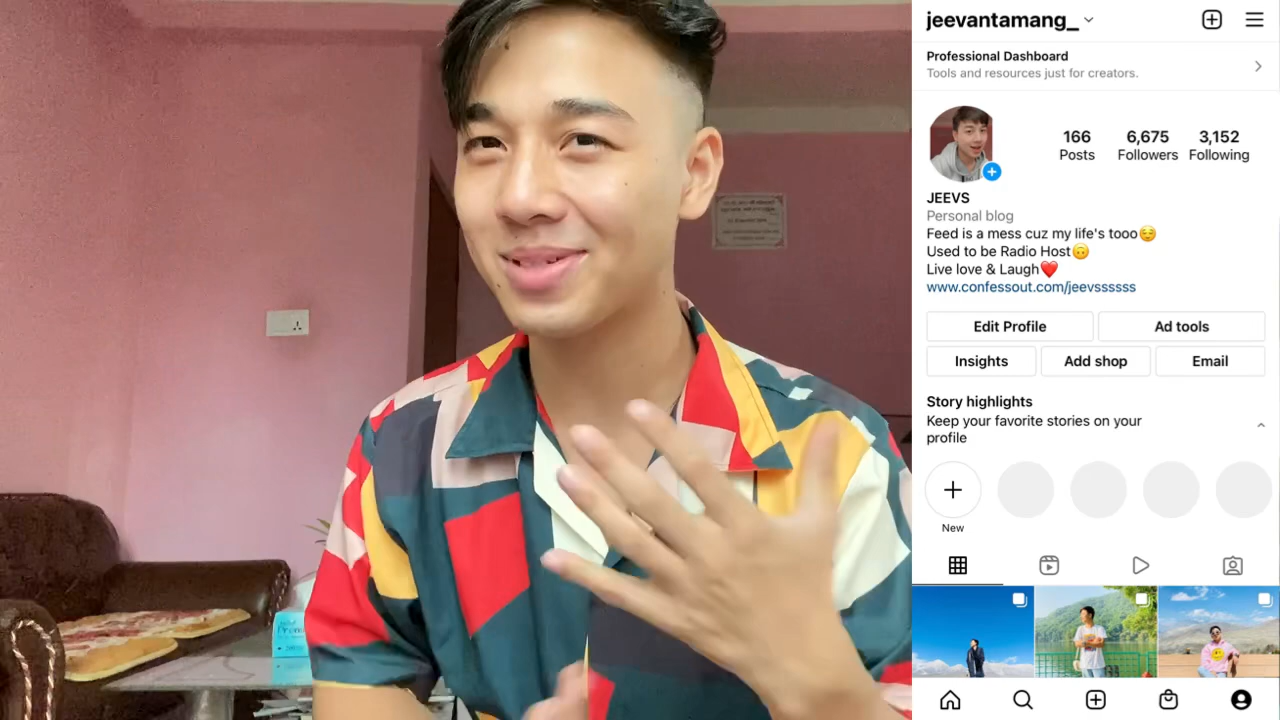 jeevantamang_
Professional Dashboard
Tools and resources just for creators.
166
Posts
6,675
Followers
3,152
Following
JEEVS
Personal blog
Feed is a mess cuz my life's tooo😌
Used to be Radio Host🙃
Live love & Laugh❤️
www.confessout.com/jeevssssss
Edit Profile
Ad tools
Insights
Add shop
Email
Story highlights
Keep your favorite stories on your
profile
New